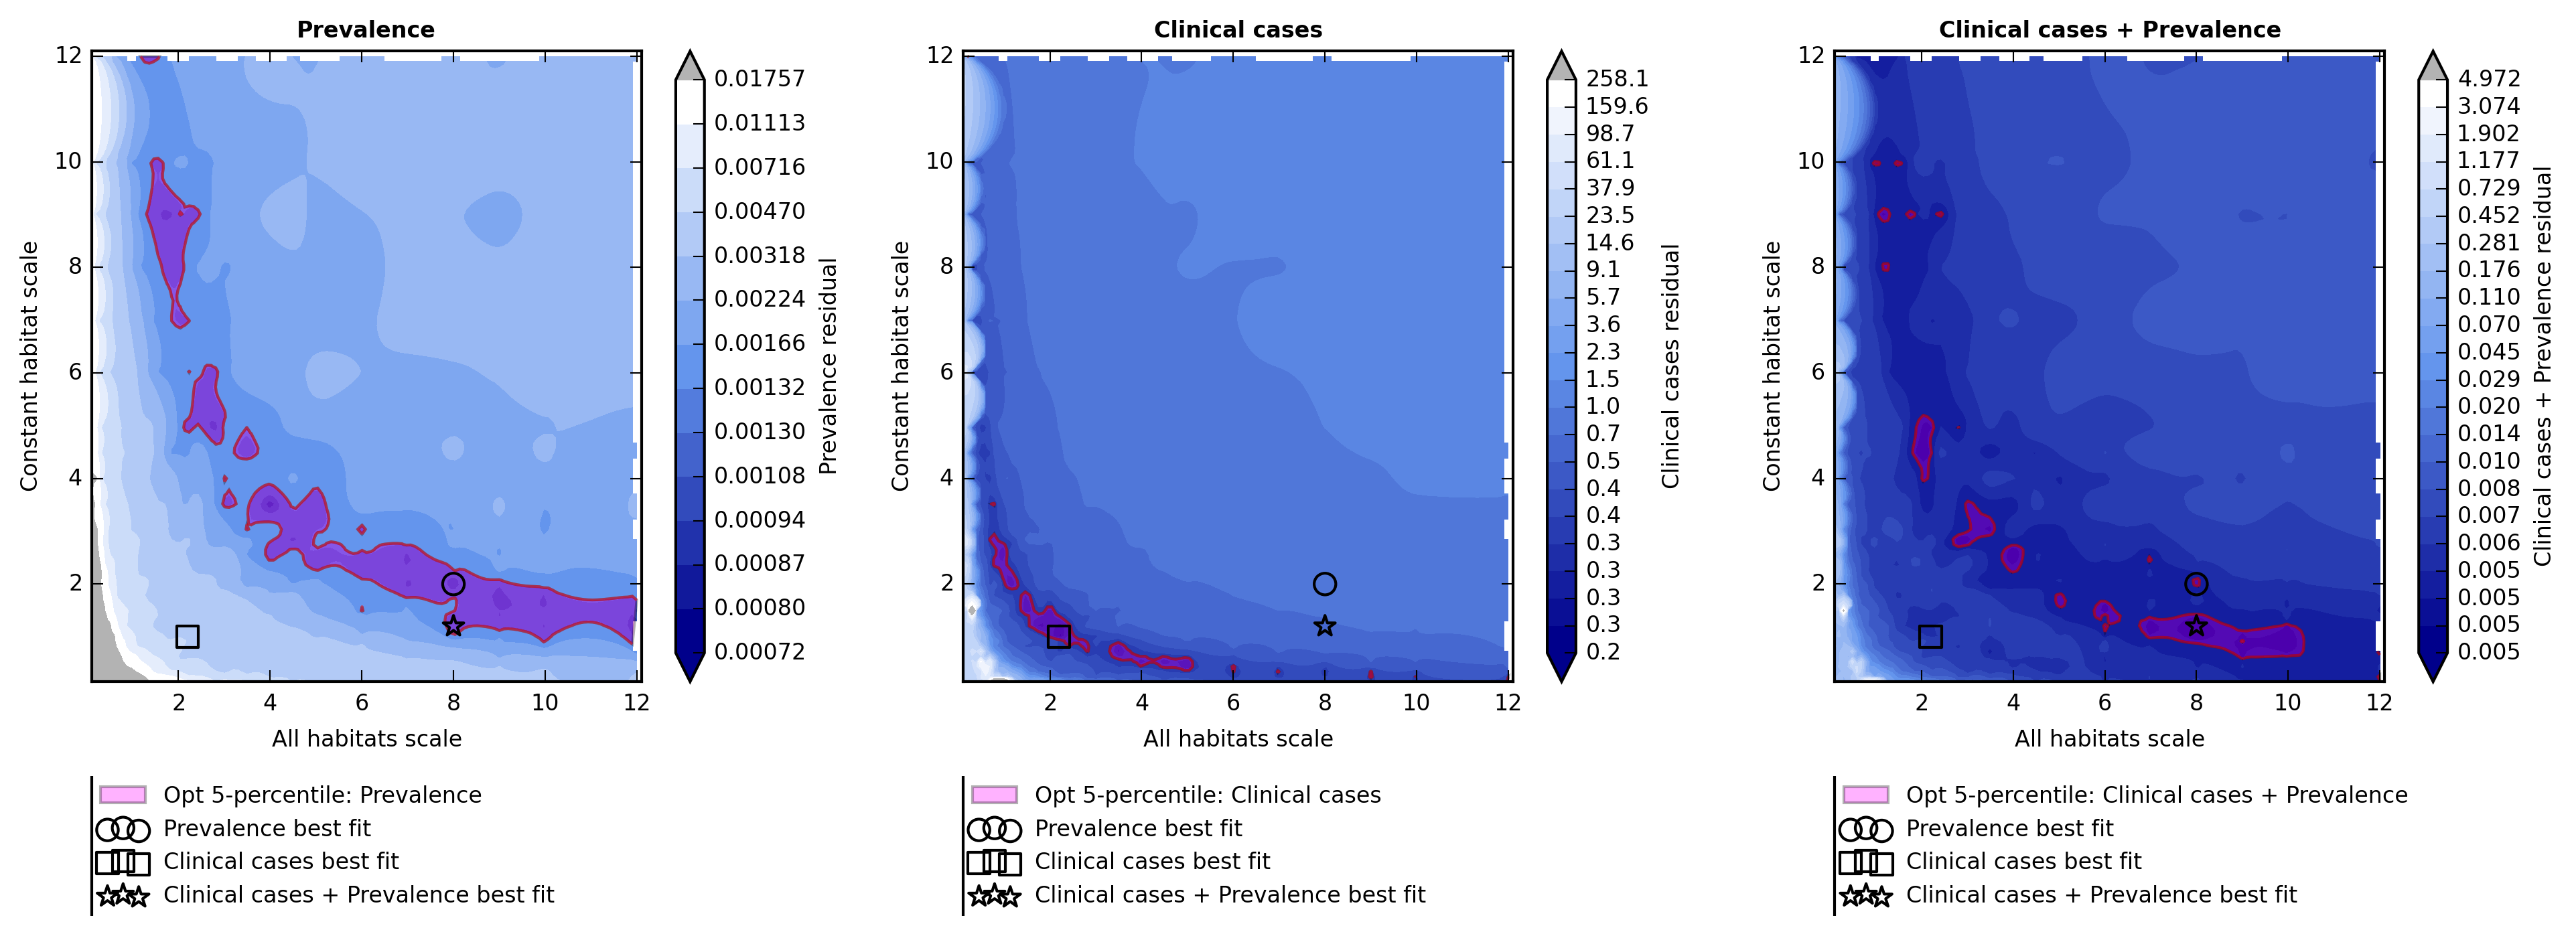 Prevalence
Constant habitat scale
12
10
8
6
4
2
2 4 6 8 10 12
All habitats scale
0.01757
0.01113
0.00716
0.00470
0.00318
0.00224
0.00166
0.00132
0.00130
0.00108
0.00094
0.00087
0.00080
0.00072
Prevalence residual
Opt 5-percentile: Prevalence
Prevalence best fit
Clinical cases best fit
Clinical cases + Prevalence best fit
Clinical cases
Constant habitat scale
12
10
8
6
4
2
2 4 6 8 10 12
All habitats scale
258.1
159.6
98.7
61.1
37.9
23.5
14.6
9.1
5.7
3.6
2.3
1.5
1.0
0.7
0.5
0.4
0.4
0.3
0.3
0.3
0.3
0.2
Clinical cases residual
Opt 5-percentile: Clinical cases
Prevalence best fit
Clinical cases best fit
Clinical cases + Prevalence best fit
Clinical cases + Prevalence
Constant habitat scale
12
10
8
6
4
2
2 4 6 8 10 12
All habitats scale
4.972
3.074
1.902
1.177
0.729
0.452
0.281
0.176
0.110
0.070
0.045
0.029
0.020
0.014
0.010
0.008
0.007
0.006
0.005
0.005
0.005
0.005
Clinical cases + Prevalence residual
Opt 5-percentile: Clinical cases + Prevalence
Prevalence best fit
Clinical cases best fit
Clinical cases + Prevalence best fit